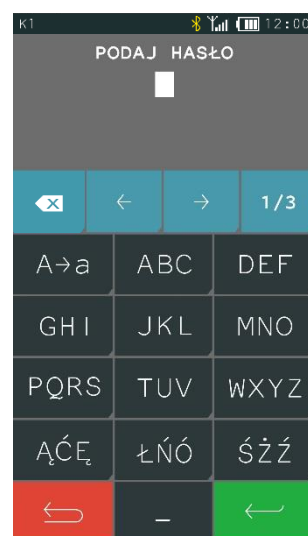 K1 12:00
PODAJ HASŁO
← → 1/3
A→a ABC DEF
GHI JKL MNO
PQRS TUV WXYZ
ĄĆĘ ŁŃÓ ŚŻŹ
_